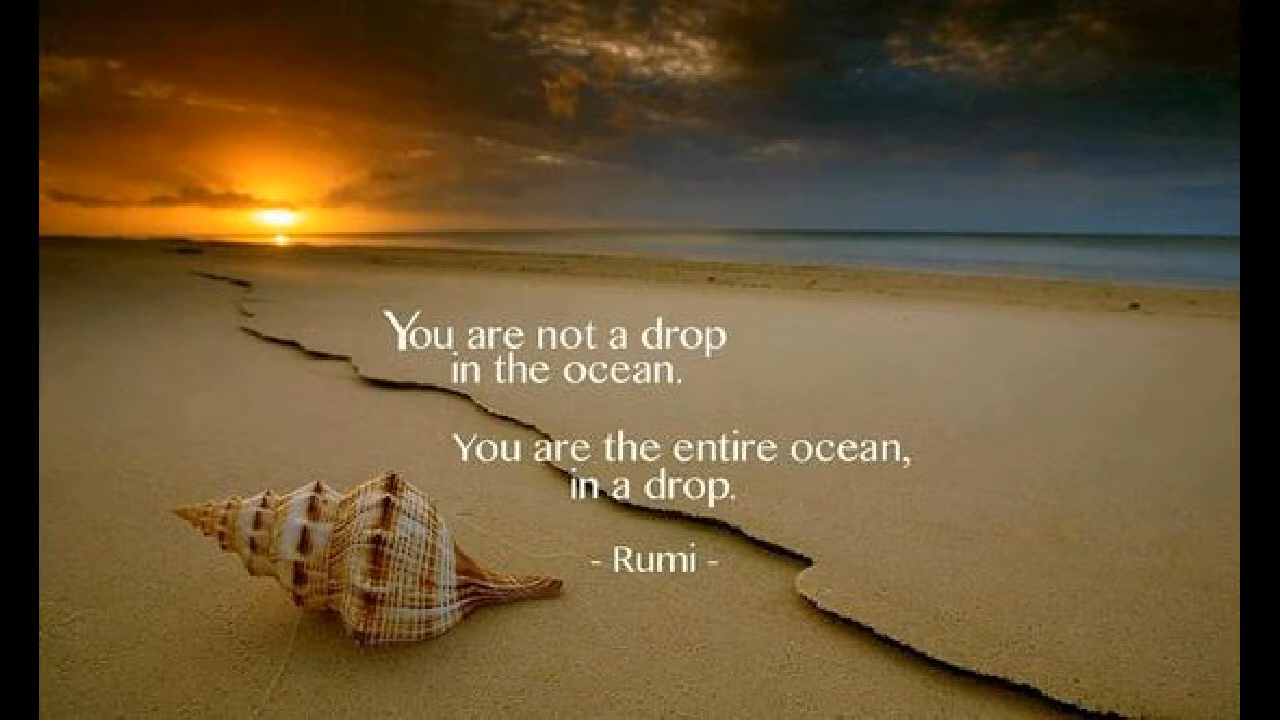 You are not a drop
in the ocean.
You are the entire ocean,
in a drop.
- Rumi -